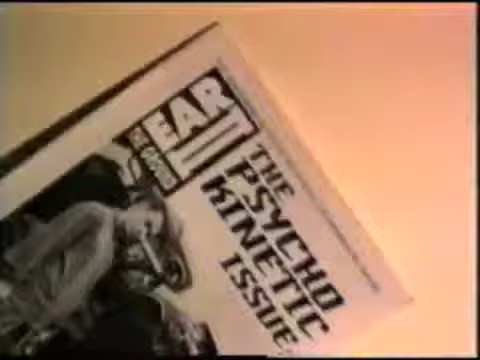 EAR
THE
PSYCHO
KINETIC
ISSUE.